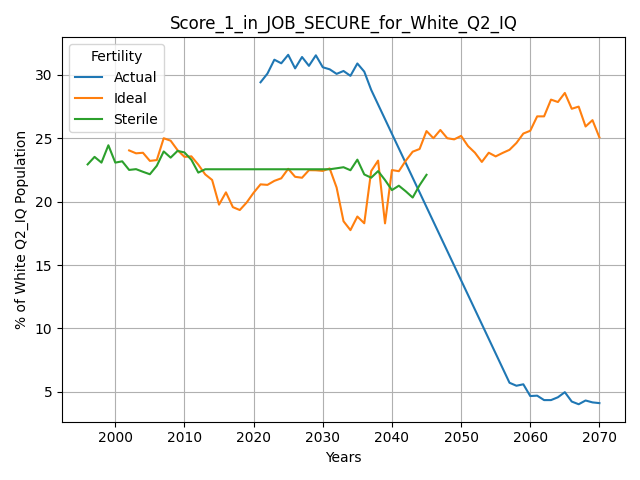 Score_1_in_JOB_SECURE_for_White_Q2_IQ
Fertility
Actual
Ideal
Sterile
% of White Q2_IQ Population
30
25
20
15
10
5
2000 2010 2020 2030 2040 2050 2060 2070
Years